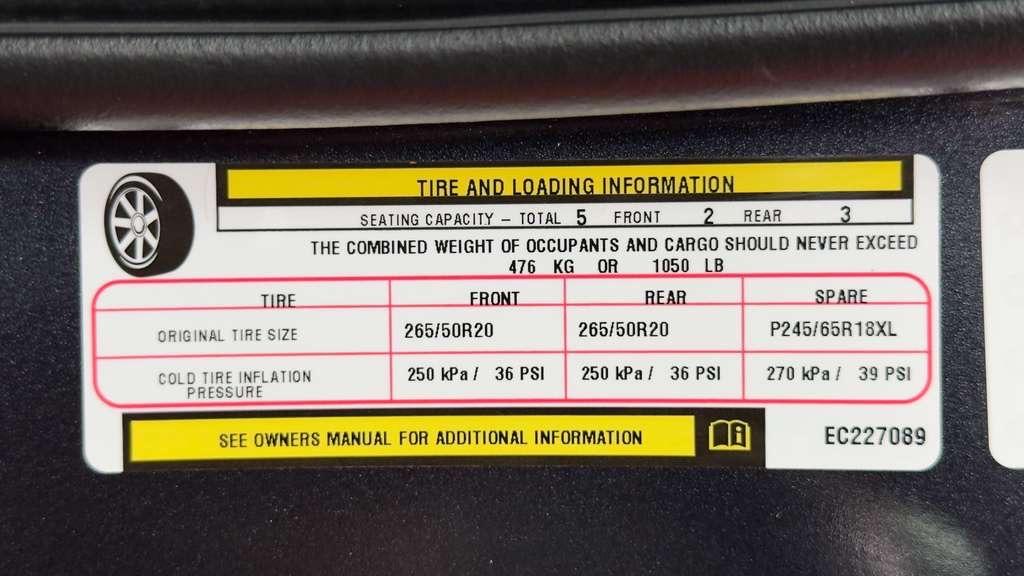 TIRE AND LOADING INFORMATION
SEATING CAPACITY – TOTAL 5 FRONT 2 REAR 3
THE COMBINED WEIGHT OF OCCUPANTS AND CARGO SHOULD NEVER EXCEED
476 KG OR 1050 LB
TIRE FRONT REAR SPARE
ORIGINAL TIRE SIZE 265/50R20 265/50R20 P245/65R18XL
COLD TIRE INFLATION 250 kPa / 36 PSI 250 kPa / 36 PSI 270 kPa / 39 PSI
PRESSURE
SEE OWNERS MANUAL FOR ADDITIONAL INFORMATION EC227089